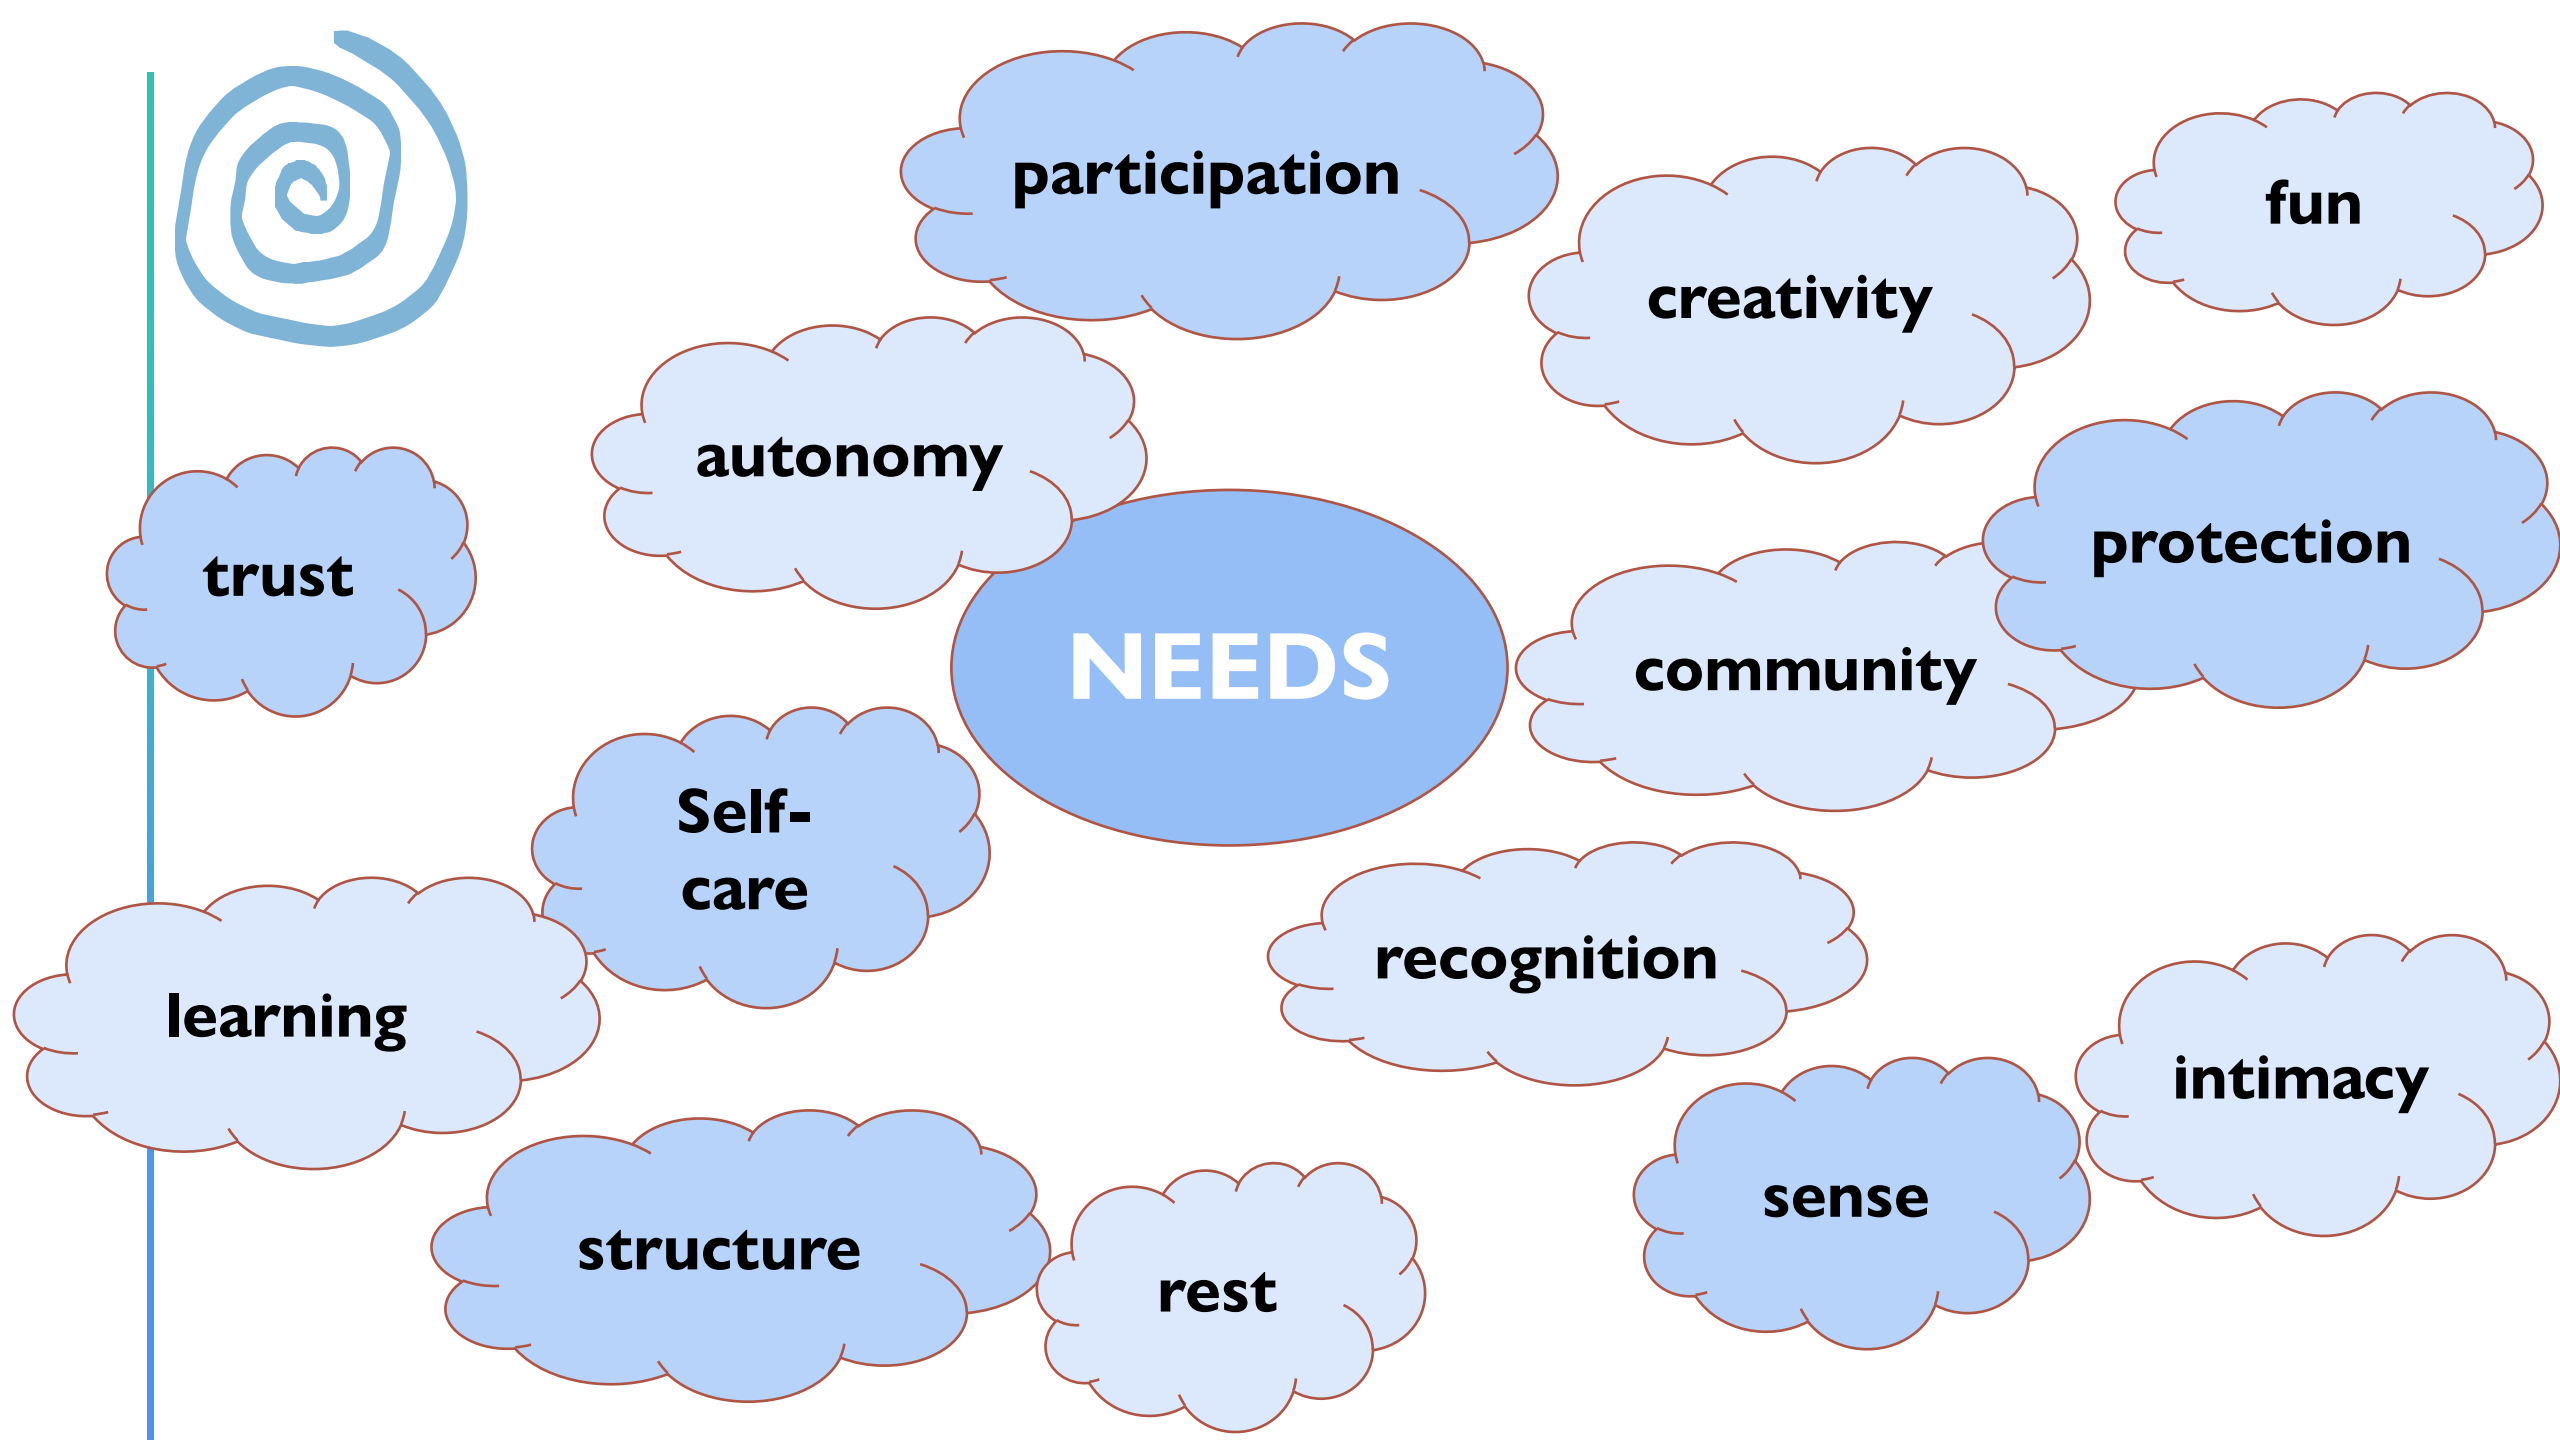 participation
fun
creativity
autonomy
protection
trust
NEEDS
community
Self-
care
recognition
learning
intimacy
sense
structure
rest